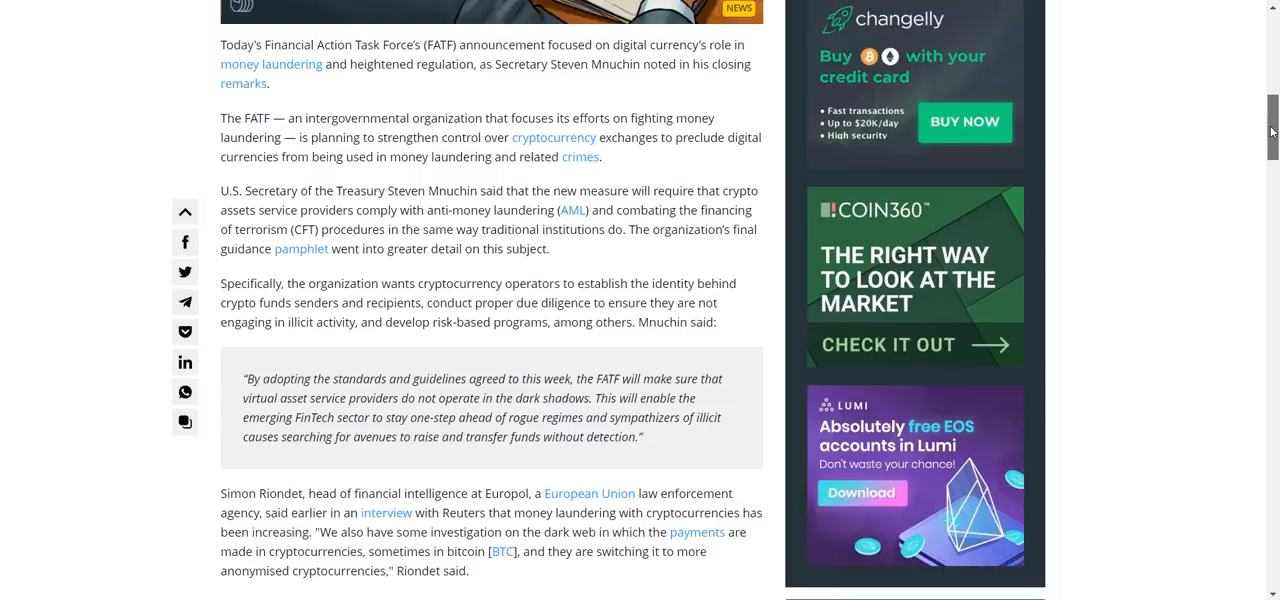 NEWS
Today's Financial Action Task Force's (FATF) announcement focused on digital currency's role in
money laundering and heightened regulation, as Secretary Steven Mnuchin noted in his closing
remarks.
The FATF — an intergovernmental organization that focuses its efforts on fighting money
laundering — is planning to strengthen control over cryptocurrency exchanges to preclude digital
currencies from being used in money laundering and related crimes.
U.S. Secretary of the Treasury Steven Mnuchin said that the new measure will require that crypto
assets service providers comply with anti-money laundering (AML) and combating the financing
of terrorism (CFT) procedures in the same way traditional institutions do. The organization's final
guidance pamphlet went into greater detail on this subject.
Specifically, the organization wants cryptocurrency operators to establish the identity behind
crypto funds senders and recipients, conduct proper due diligence to ensure they are not
engaging in illicit activity, and develop risk-based programs, among others. Mnuchin said:
“By adopting the standards and guidelines agreed to this week, the FATF will make sure that
virtual asset service providers do not operate in the dark shadows. This will enable the
emerging FinTech sector to stay one-step ahead of rogue regimes and sympathizers of illicit
causes searching for avenues to raise and transfer funds without detection.”
Simon Riondet, head of financial intelligence at Europol, a European Union law enforcement
agency, said earlier in an interview with Reuters that money laundering with cryptocurrencies has
been increasing. "We also have some investigation on the dark web in which the payments are
made in cryptocurrencies, sometimes in bitcoin [BTC], and they are switching it to more
anonymised cryptocurrencies," Riondet said.
changelly
Buy with your
credit card
• Fast transactions
• Up to $20K/day
• High security
BUY NOW
COIN360™
THE RIGHT WAY
TO LOOK AT THE
MARKET
CHECK IT OUT
LUMI
Absolutely free EOS
accounts in Lumi
Don't waste your chance!
Download